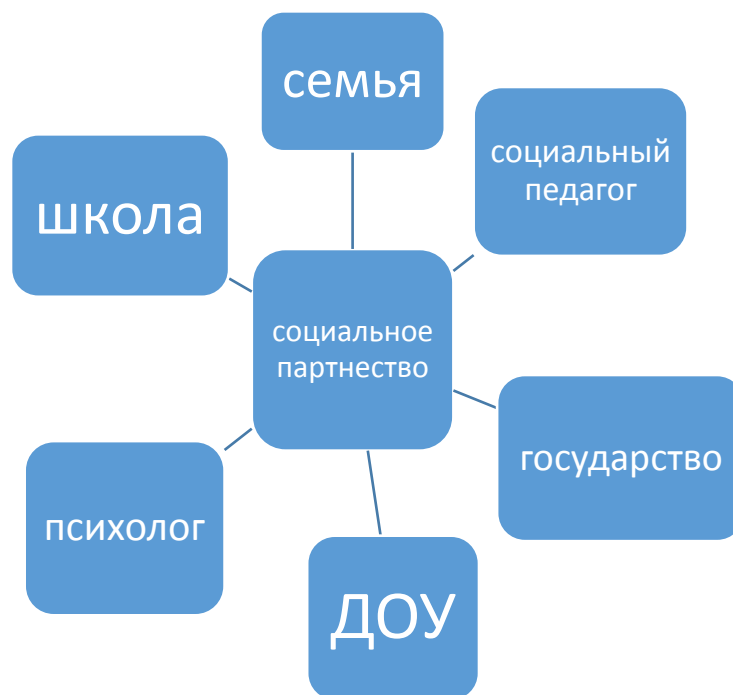 семья
социальный
педагог
школа
социальное
партнество
государство
психолог
ДОУ